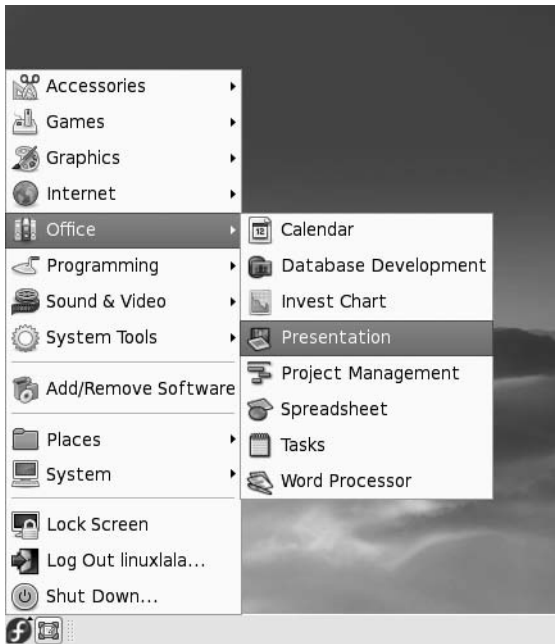 Accessories
Games
Graphics
Internet
Office
Programming
Sound & Video
System Tools
Add/Remove Software
Places
System
Lock Screen
Log Out linuxlala...
Shut Down...
Calendar
12
Database Development
Invest Chart
Presentation
Project Management
Spreadsheet
Tasks
Word Processor